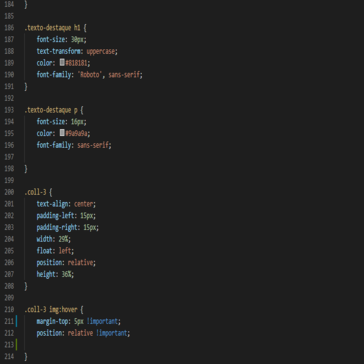 184 }
185
186 .texto-destaque h1 {
187 font-size: 30px;
188 text-transform: uppercase;
189 color: #818181;
190 font-family: 'Roboto', sans-serif;
191 }
192
193 .texto-destaque p {
194 font-size: 16px;
195 color: #9a9a9a;
196 font-family: sans-serif;
197
198 }
199
200 .coll-3 {
201 text-align: center;
202 padding-left: 15px;
203 padding-right: 15px;
204 width: 29%;
205 float: left;
206 position: relative;
207 height: 36%;
208 }
209
210 .coll-3 img:hover {
211 margin-top: 5px !important;
212 position: relative !important;
213
214 }